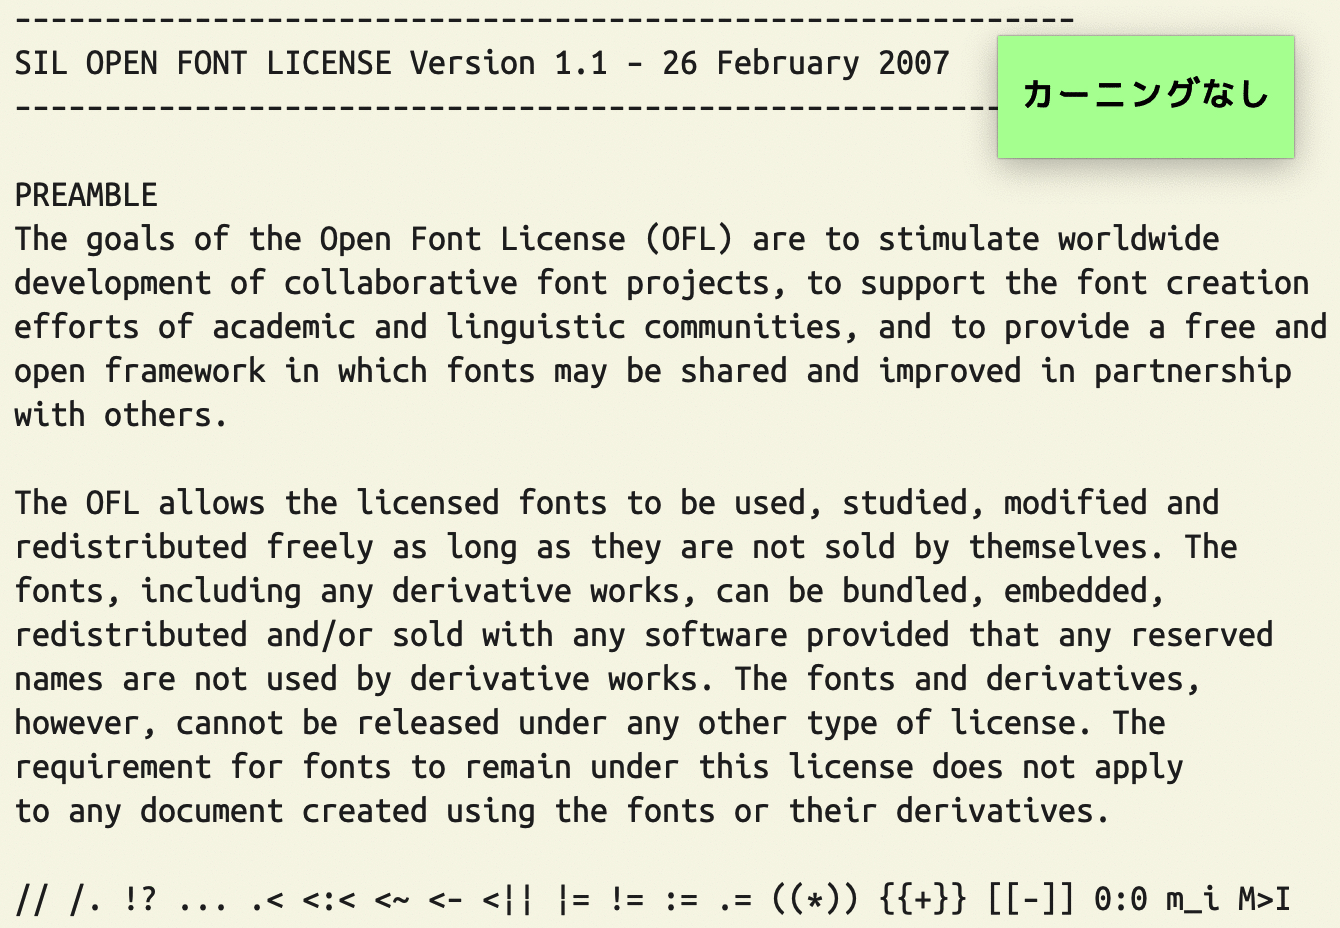 -----------------------------------------------------------
SIL OPEN FONT LICENSE Version 1.1 - 26 February 2007
-------------------------------------------------------
カーニングなし
PREAMBLE
The goals of the Open Font License (OFL) are to stimulate worldwide
development of collaborative font projects, to support the font creation
efforts of academic and linguistic communities, and to provide a free and
open framework in which fonts may be shared and improved in partnership
with others.
The OFL allows the licensed fonts to be used, studied, modified and
redistributed freely as long as they are not sold by themselves. The
fonts, including any derivative works, can be bundled, embedded,
redistributed and/or sold with any software provided that any reserved
names are not used by derivative works. The fonts and derivatives,
however, cannot be released under any other type of license. The
requirement for fonts to remain under this license does not apply
to any document created using the fonts or their derivatives.
// /. !? ... .< <:< <~ <- <|| |= != := .= ((*)) {{+}} [[-]] 0:0 m_i M>I